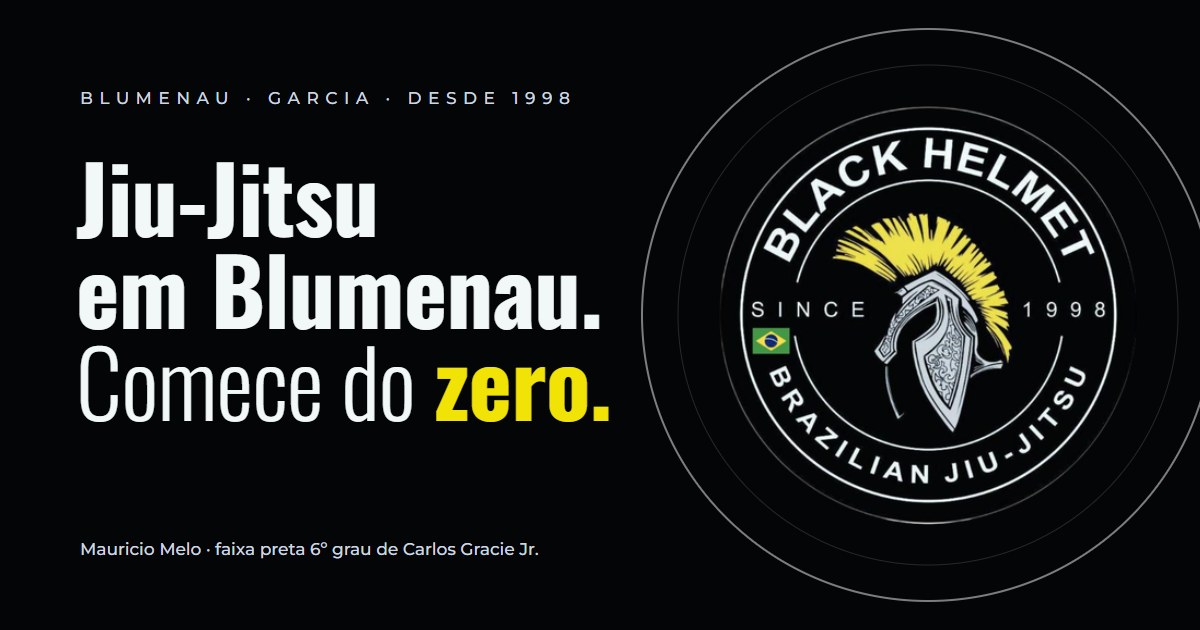 BLUMENAU · GARCIA · DESDE 1998
Jiu-Jitsu
em Blumenau.
Comece do zero.
Mauricio Melo · faixa preta 6º grau de Carlos Gracie Jr.
BLACK HELMET
SINCE 1998
BRAZILIAN JIU-JITSU